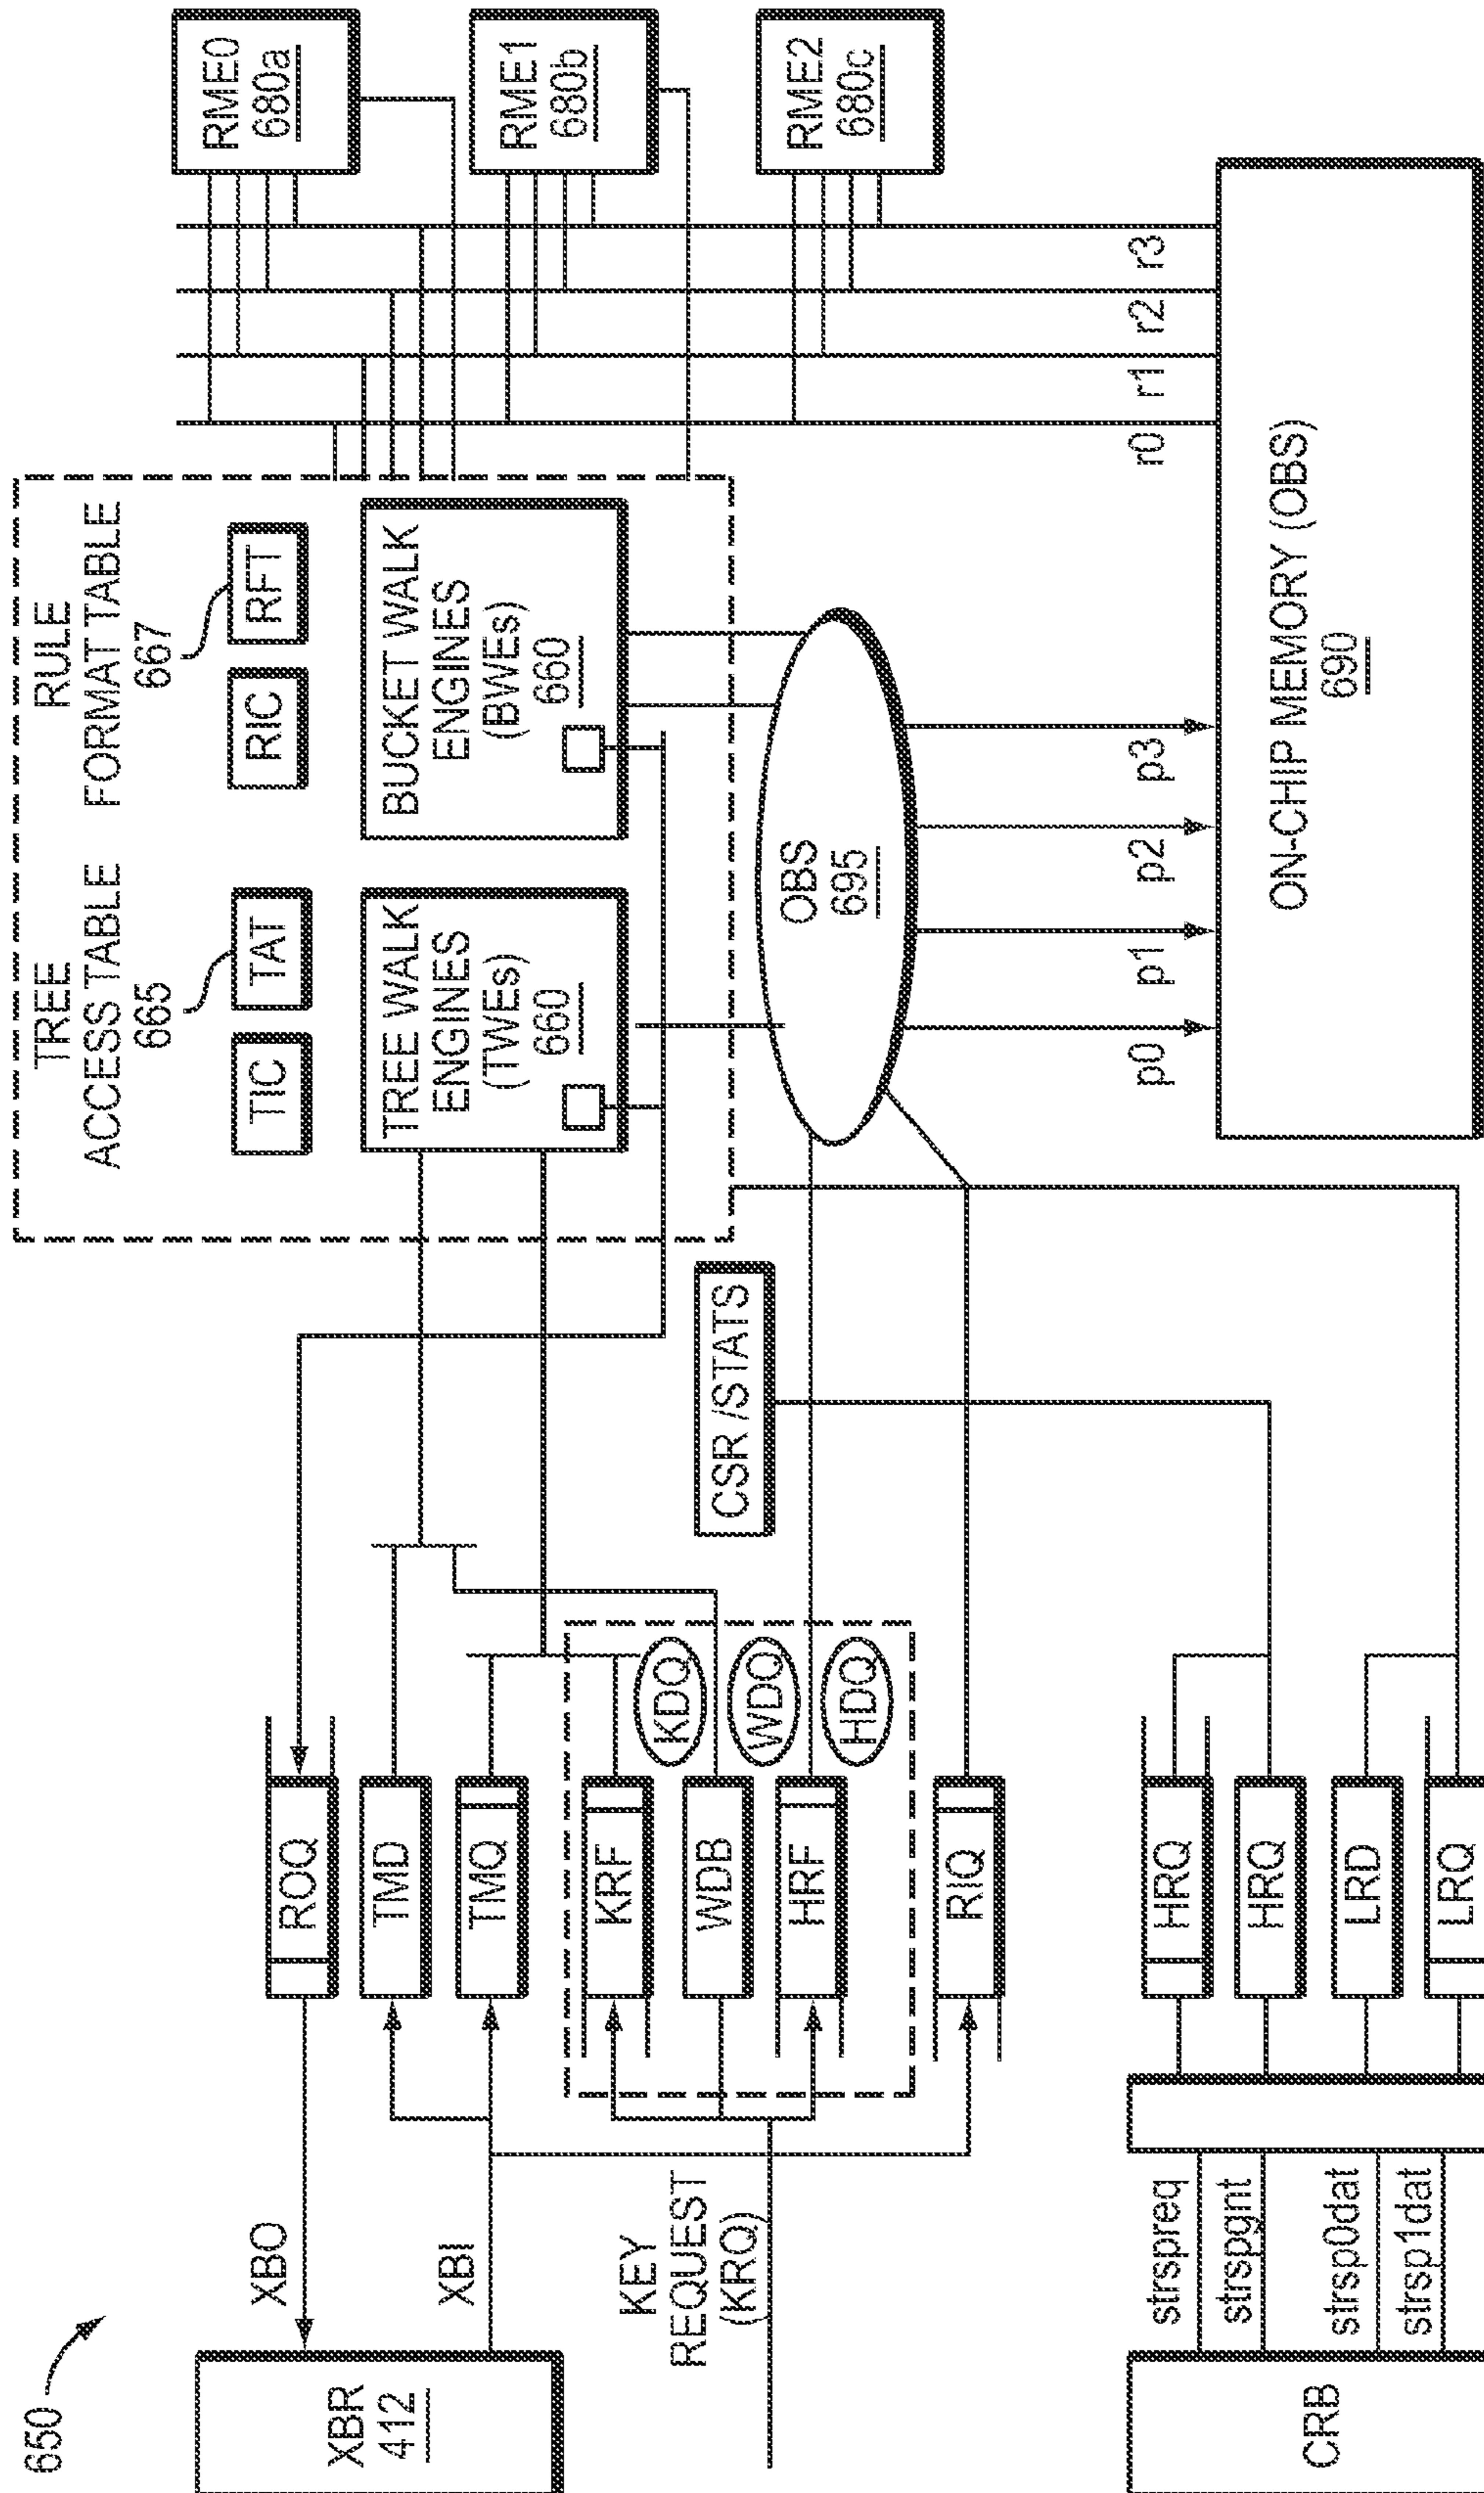 650
XBR
412
XBO
XBI
KEY
REQUEST
(KRQ)
ROQ
TMD
TMQ
KRF
WDB
HRF
KDQ
WDQ
HDQ
RIQ
CRB
strspreq
strspgnt
strsp0dat
strsp1dat
HRQ
HRQ
LRD
LRQ
CSR /STATS
TREE
ACCESS TABLE
665
TIC
TAT
RULE
FORMAT TABLE
667
RIC
RFT
TREE WALK
ENGINES
(TWEs)
660
BUCKET WALK
ENGINES
(BWEs)
660
OBS
695
p0
p1
p2
p3
r0
r1
r2
r3
ON-CHIP MEMORY (OBS)
690
RME0
680a
RME1
680b
RME2
680c